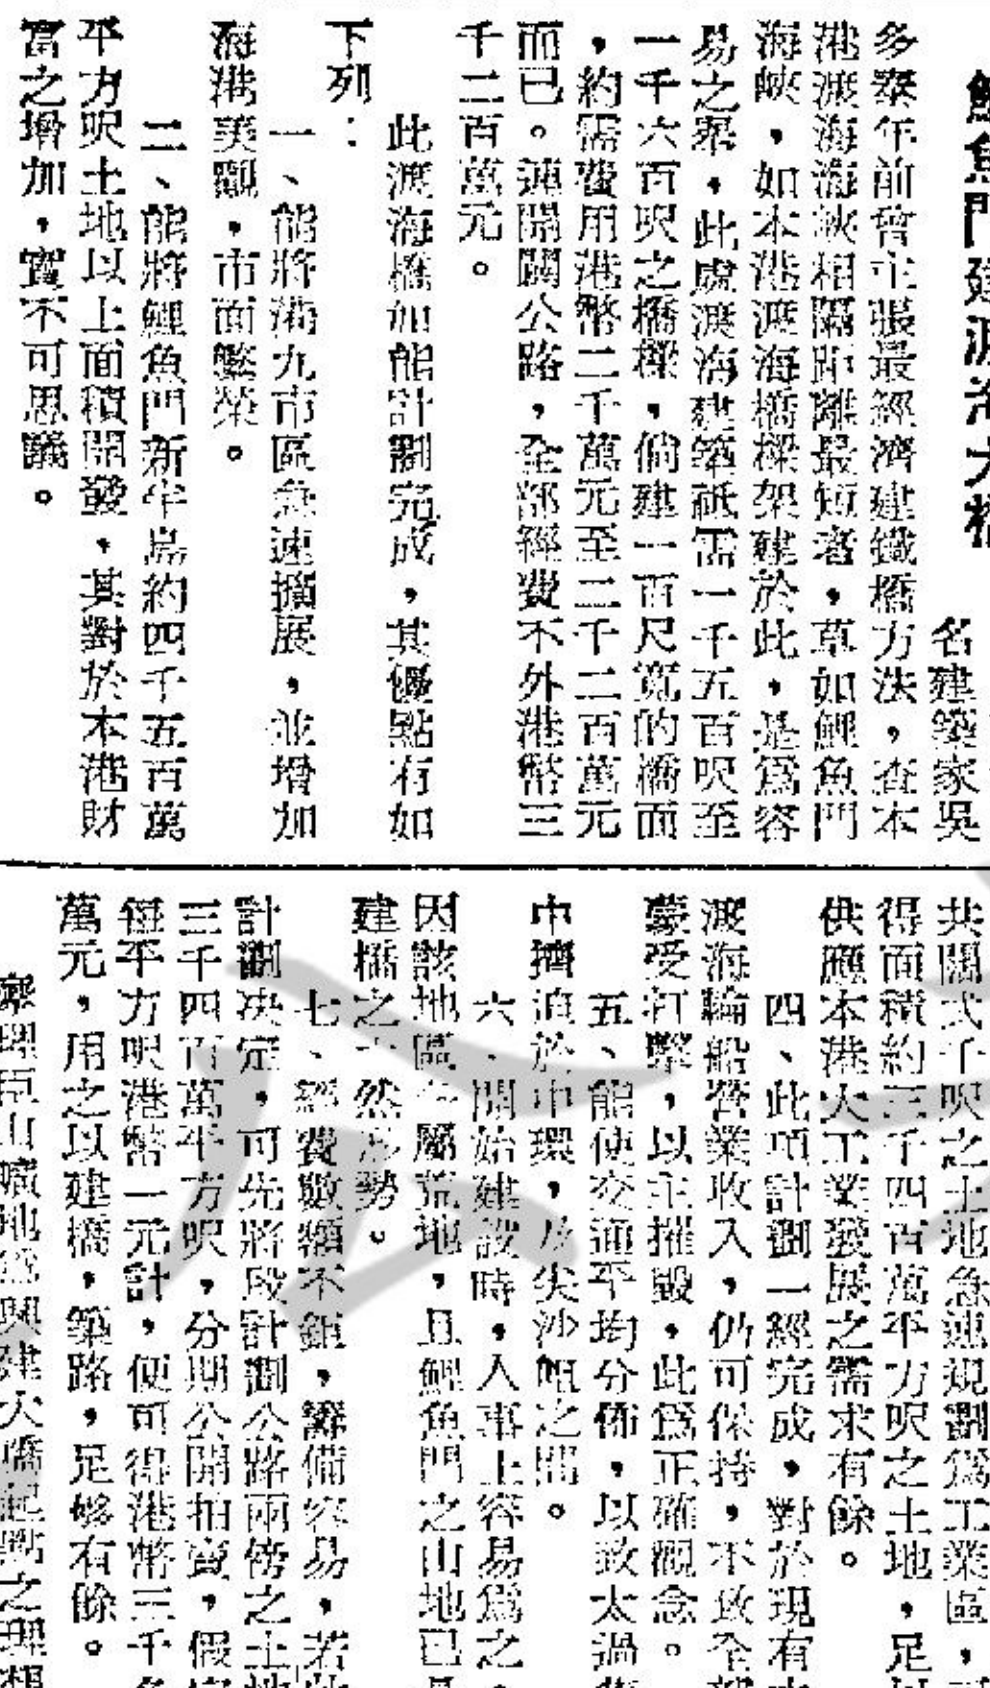 鯉魚門建渡海大橋
名建築家吳
多泰年前曾主張最經濟建鐵橋方法，查本
港渡海海峽相隔距離最短者，莫如鯉魚門
海峽，如本港渡海橋樑架建於此，是爲容
易之舉，此處渡海建築祗需一千五百呎至
一千六百呎之橋樑，倘建一百尺寬的橋面
，約需費用港幣二千萬元至二千二百萬元
而已。連開闢公路，全部經費不外港幣三
千二百萬元。
此渡海橋如能計劃完成，其優點有如
下列：
一、能將港九市區急速擴展，並增加
海港美觀，市面繁榮。
二、能將鯉魚門新半島約四千五百萬
平方呎土地以上面積開發，其對於本港財
富之增加，實不可思議。
共闊式千呎之土地急速規劃爲工業區，
得面積約三千四百萬平方呎之土地，足
供應本港大工業發展之需求有餘。
四、此項計劃一經完成，對於現有
渡海輪船營業收入，仍可保持，不致全部
蒙受打擊，以主摧毀，此爲正確觀念。
五、能使交通平均分佈，以致太過
中擠迫於中環，及尖沙咀之間。
六、開始建設時，人事上容易爲之，
因該地區全屬荒地，且鯉魚門之山地已
建橋之天然形勢。
七、經費數額不鉅，籌備容易，若
計劃決定，可先將段計劃公路兩傍之土地
三千四百萬平方呎，分期公開拍賣，假
每平方呎港幣一元計，便可得港幣三千
萬元，用之以建橋，築路，足够有餘。
山曠地爲興建大橋起點之理想